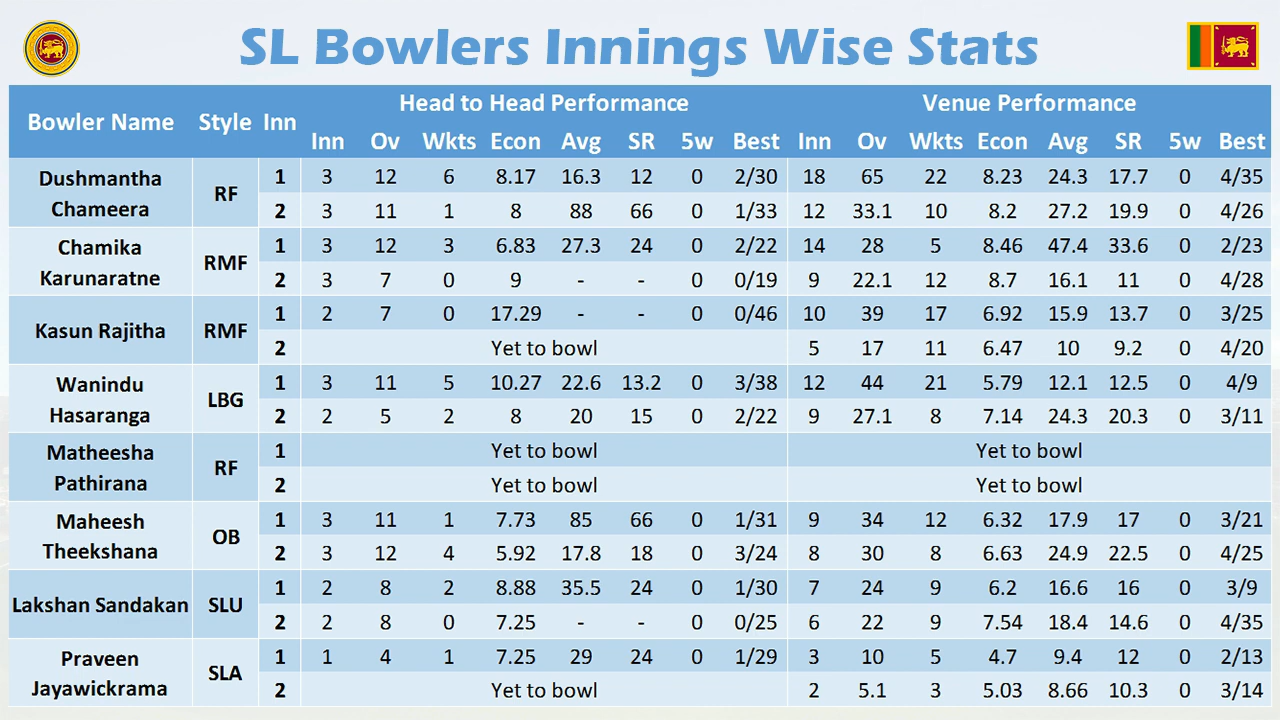 SL Bowlers Innings Wise Stats
Bowler Name Style Inn Head to Head Performance Venue Performance
Inn Ov Wkts Econ Avg SR 5w Best Inn Ov Wkts Econ Avg SR 5w Best
Dushmantha Chameera RF 1 3 12 6 8.17 16.3 12 0 2/30 18 65 22 8.23 24.3 17.7 0 4/35
2 3 11 1 8 88 66 0 1/33 12 33.1 10 8.2 27.2 19.9 0 4/26
Chamika Karunaratne RMF 1 3 12 3 6.83 27.3 24 0 2/22 14 28 5 8.46 47.4 33.6 0 2/23
2 3 7 0 9 - - 0 0/19 9 22.1 12 8.7 16.1 11 0 4/28
Kasun Rajitha RMF 1 2 7 0 17.29 - - 0 0/46 10 39 17 6.92 15.9 13.7 0 3/25
2 Yet to bowl 5 17 11 6.47 10 9.2 0 4/20
Wanindu Hasaranga LBG 1 3 11 5 10.27 22.6 13.2 0 3/38 12 44 21 5.79 12.1 12.5 0 4/9
2 2 5 2 8 20 15 0 2/22 9 27.1 8 7.14 24.3 20.3 0 3/11
Matheesha Pathirana RF 1 Yet to bowl Yet to bowl
2 Yet to bowl Yet to bowl
Maheesh Theekshana OB 1 3 11 1 7.73 85 66 0 1/31 9 34 12 6.32 17.9 17 0 3/21
2 3 12 4 5.92 17.8 18 0 3/24 8 30 8 6.63 24.9 22.5 0 4/25
Lakshan Sandakan SLU 1 2 8 2 8.88 35.5 24 0 1/30 7 24 9 6.2 16.6 16 0 3/9
2 2 8 0 7.25 - - 0 0/25 6 22 9 7.54 18.4 14.6 0 4/35
Praveen Jayawickrama SLA 1 1 4 1 7.25 29 24 0 1/29 3 10 5 4.7 9.4 12 0 2/13
2 Yet to bowl 2 5.1 3 5.03 8.66 10.3 0 3/14